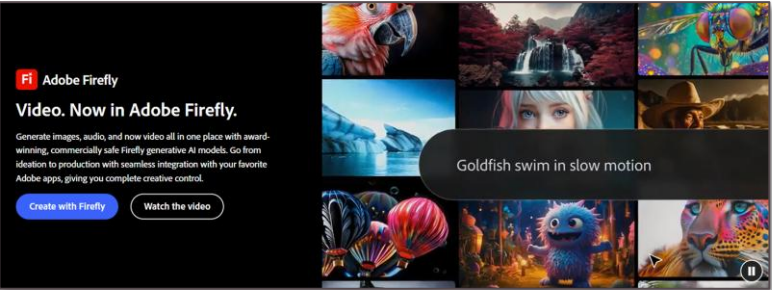 Fi Adobe Firefly
Video. Now in Adobe Firefly.
Generate images, audio, and now video all in one place with award-
winning, commercially safe Firefly generative AI models. Go from
ideation to production with seamless integration with your favorite
Adobe apps, giving you complete creative control.
Create with Firefly
Watch the video
Goldfish swim in slow motion